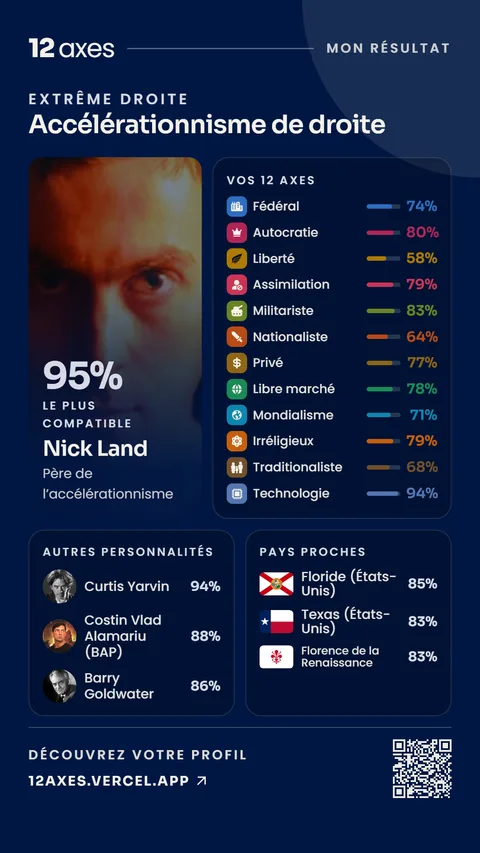 12 axes
MON RÉSULTAT
EXTRÊME DROITE
Accélérationnisme de droite
95%
LE PLUS
COMPATIBLE
Nick Land
Père de
l'accélérationnisme
VOS 12 AXES
Fédéral 74%
Autocratie 80%
Liberté 58%
Assimilation 79%
Militariste 83%
Nationaliste 64%
Privé 77%
Libre marché 78%
Mondialisme 71%
Irréligieux 79%
Traditionaliste 68%
Technologie 94%
AUTRES PERSONNALITÉS
Curtis Yarvin 94%
Costin Vlad
Alamariu 88%
(BAP)
Barry
Goldwater 86%
PAYS PROCHES
Floride (États-
Unis) 85%
Texas (États-
Unis) 83%
Florence de la
Renaissance 83%
DÉCOUVREZ VOTRE PROFIL
12AXES.VERCEL.APP ↗